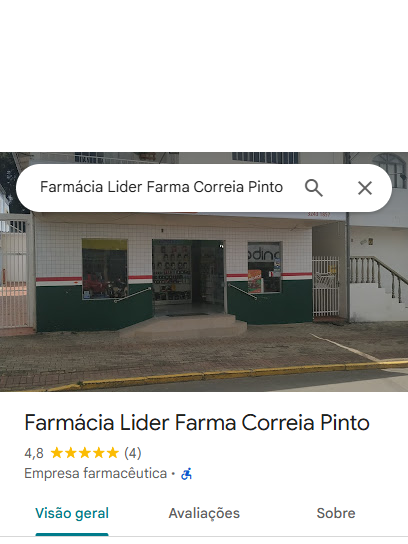 Farmácia Lider Farma Correia Pinto
Farmácia Lider Farma Correia Pinto
4,8 (4)
Empresa farmacêutica •
Visão geral
Avaliações
Sobre